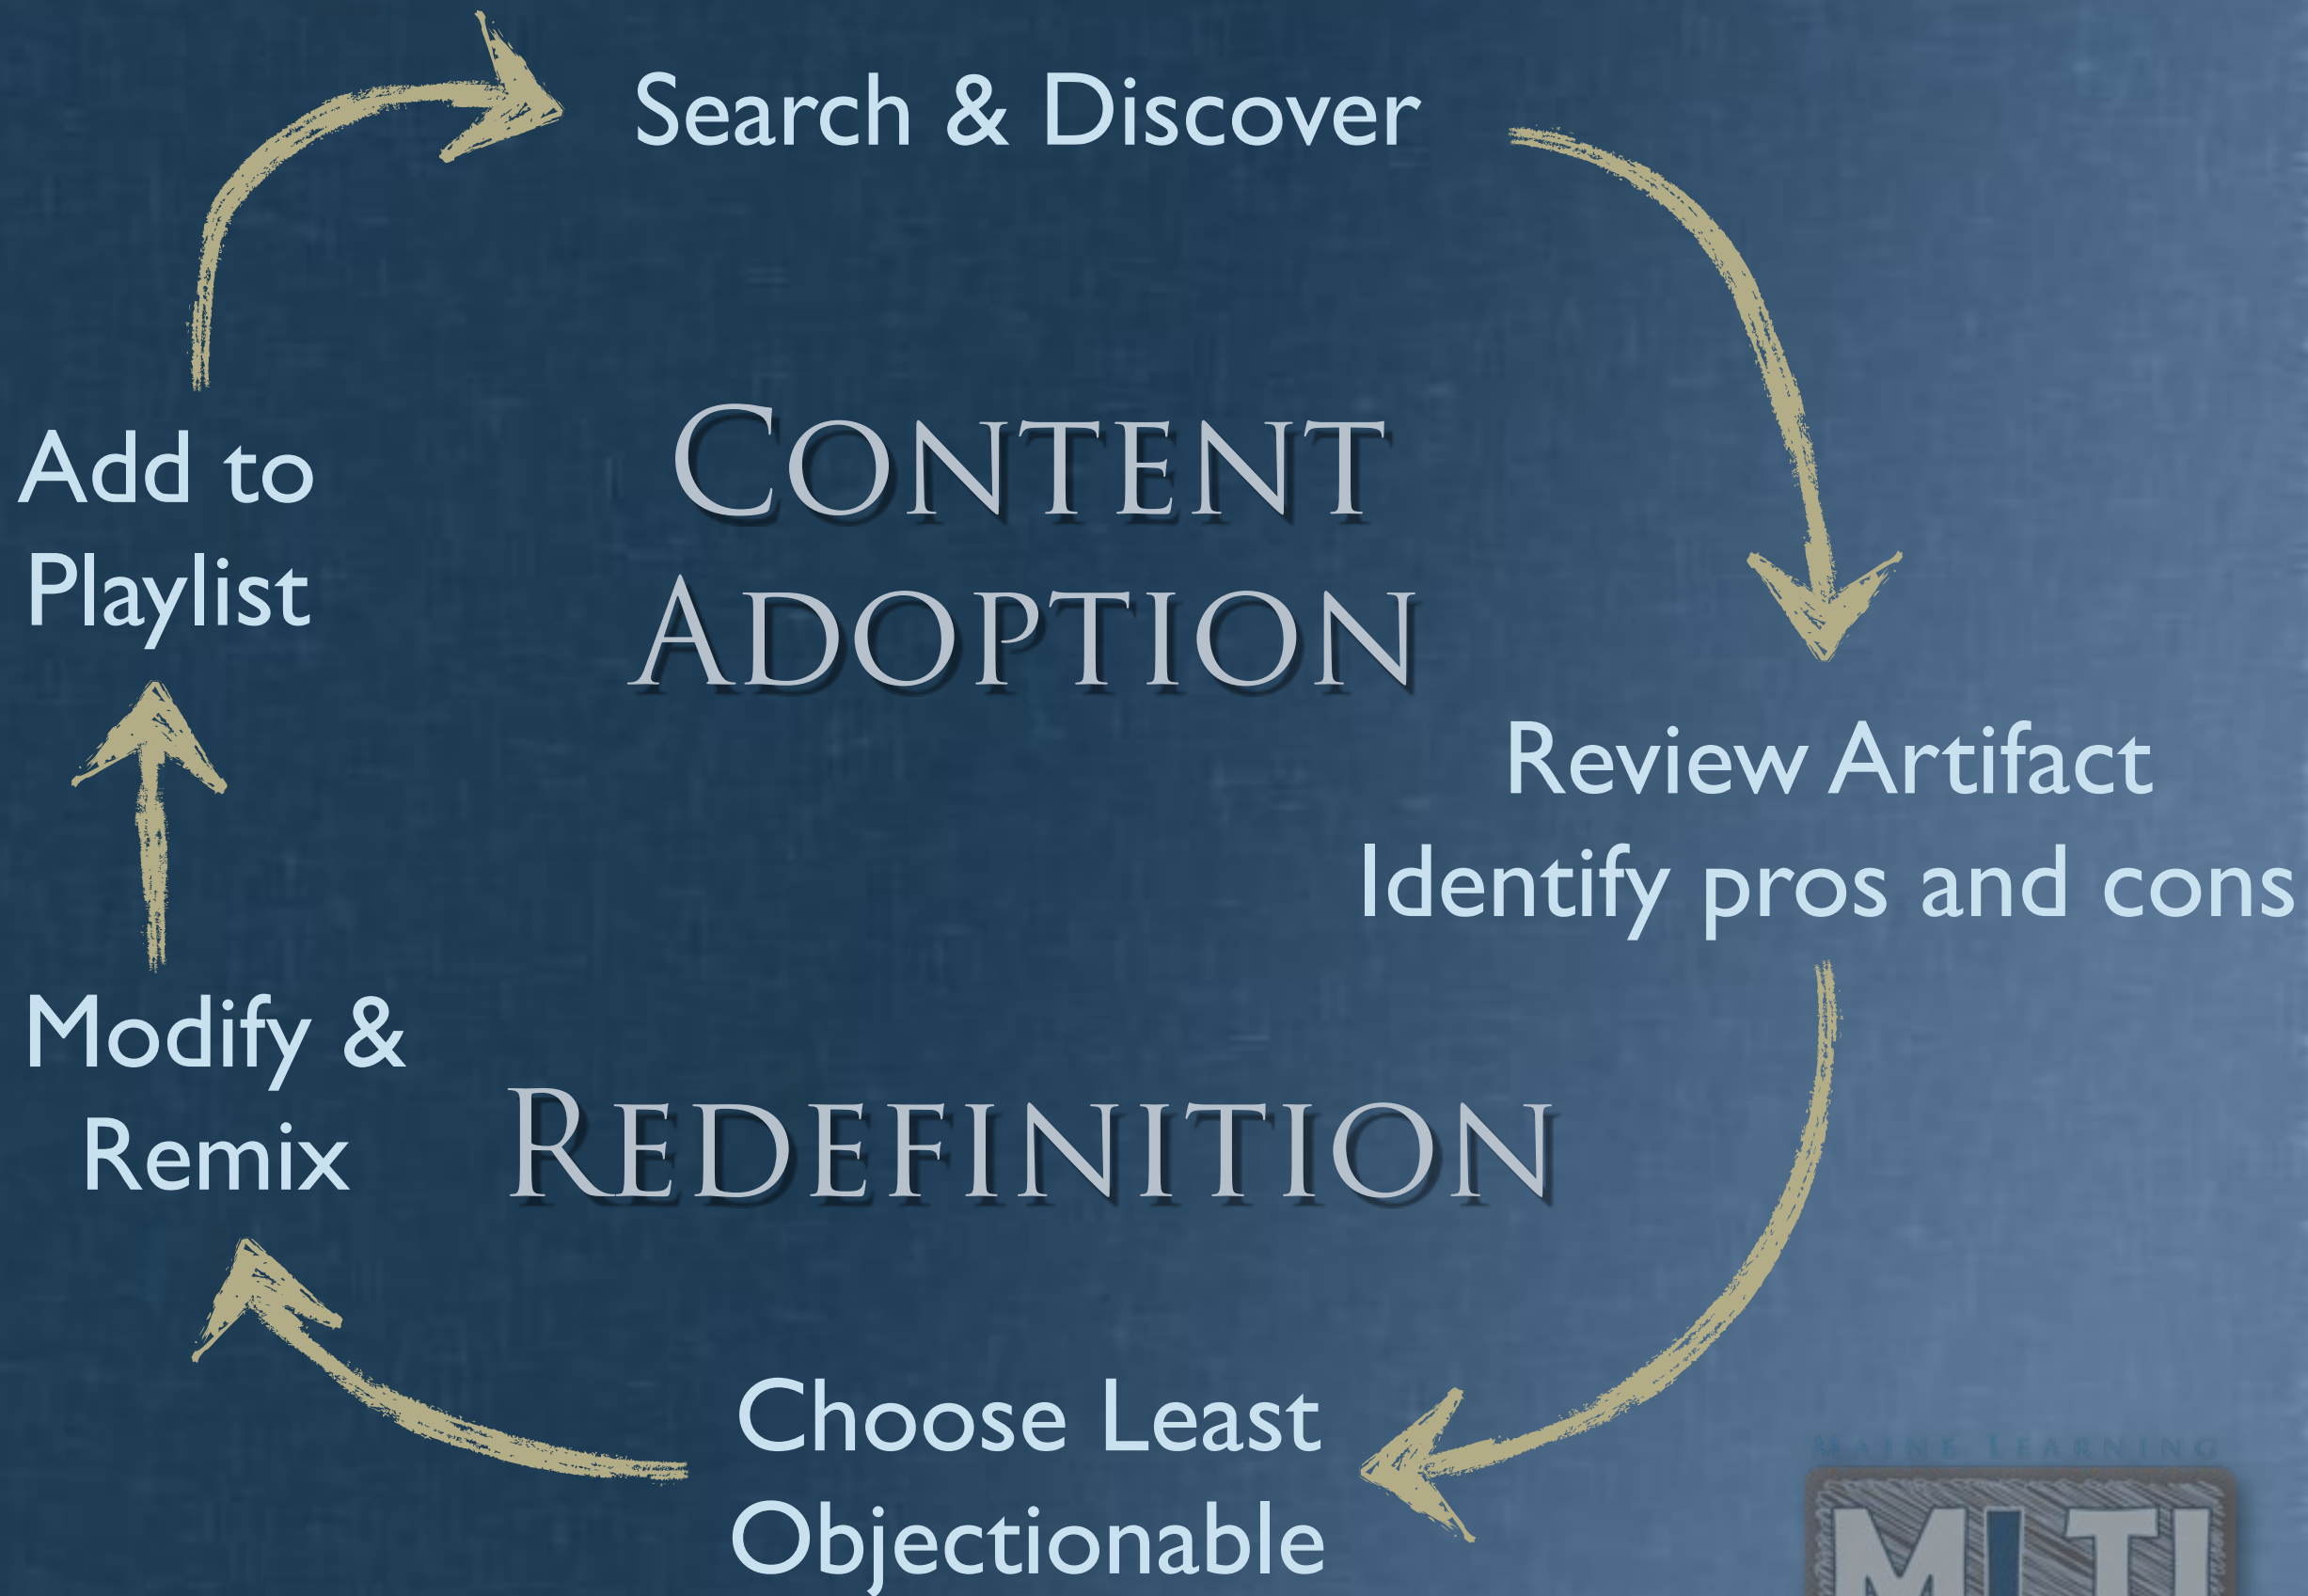 Search & Discover
CONTENT
ADOPTION
Add to
Playlist
Review Artifact
Identify pros and cons
Modify &
Remix
REDEFINITION
Choose Least
Objectionable
MAINE LEARNING
MLTI